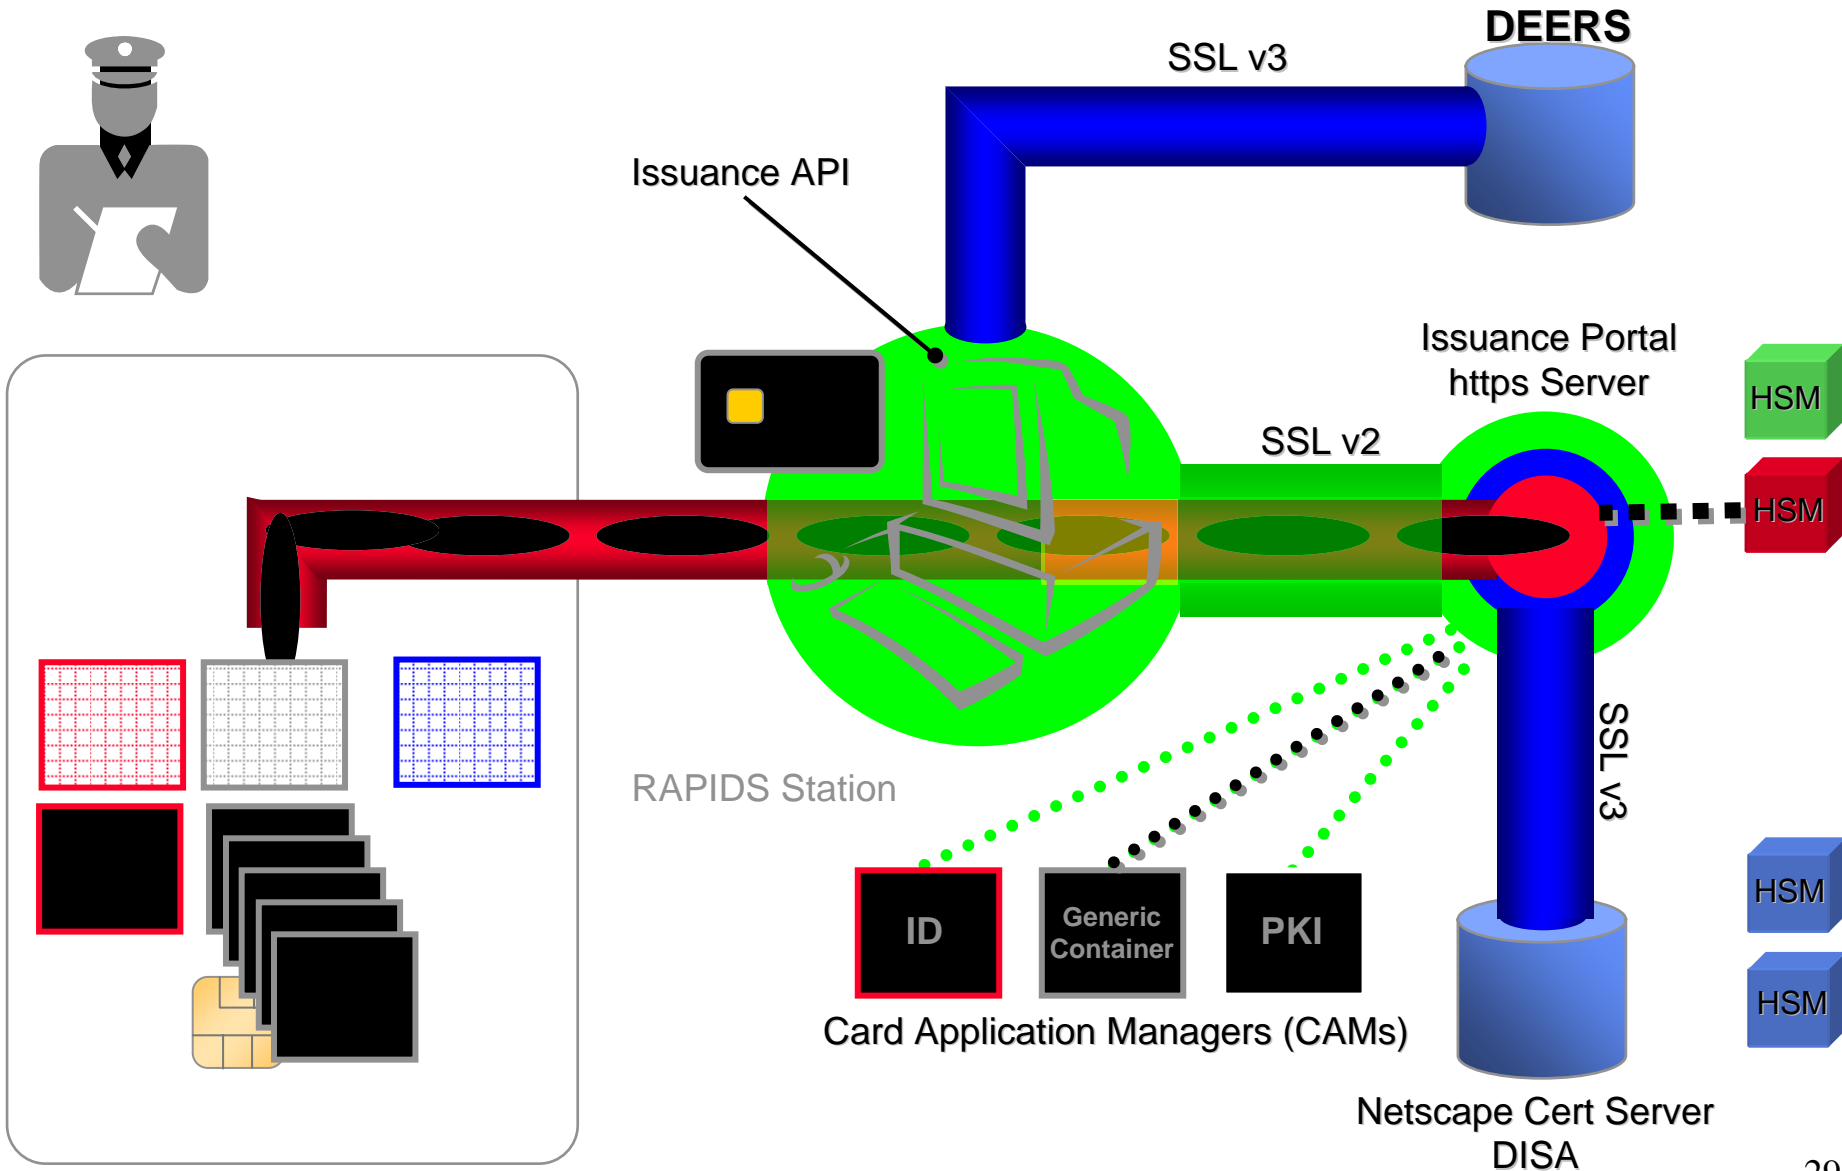 DEERS
SSL v3
Issuance API
Issuance Portal
https Server
HSM
SSL v2
HSM
SSL v3
RAPIDS Station
ID
Generic
Container
PKI
HSM
HSM
Card Application Managers (CAMs)
Netscape Cert Server
DISA